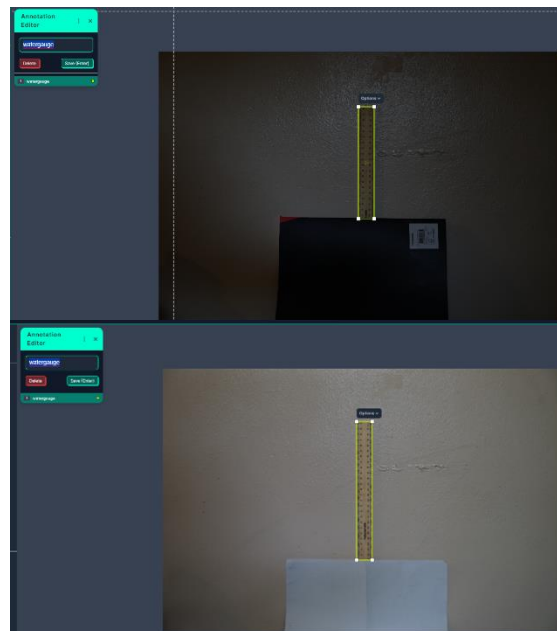 Annotation
Editor
watergauge
Delete
Save (Enter)
watergauge
Options
Annotation
Editor
watergauge
Delete
Save (Enter)
watergauge
Options